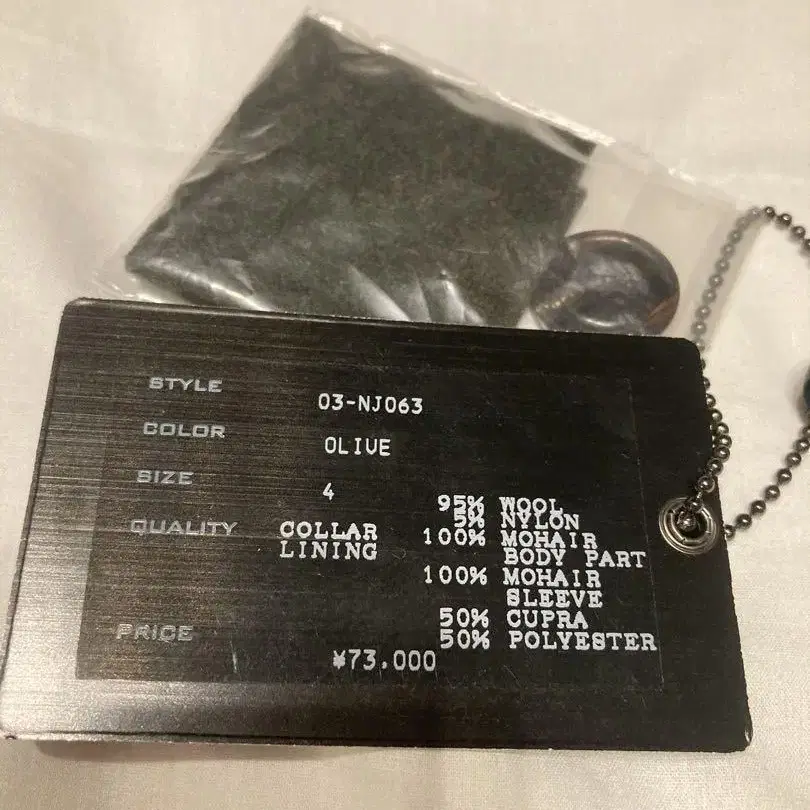 STYLE 03-NJ063
COLOR OLIVE
SIZE 4
95% WOOL
5% NYLON
QUALITY COLLAR 100% MOHAIR
LINING BODY PART
100% MOHAIR
SLEEVE
50% CUPRA
50% POLYESTER
PRICE ¥73.000